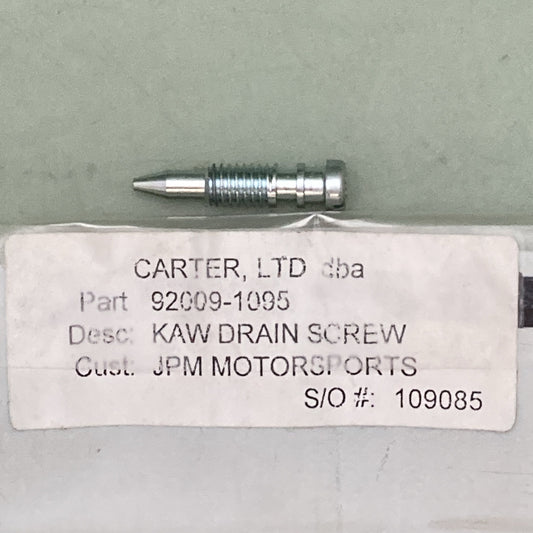 CARTER, LTD dba
Part 92009-1095
Desc: KAW DRAIN SCREW
Cust: JPM MOTORSPORTS
S/O #: 109085